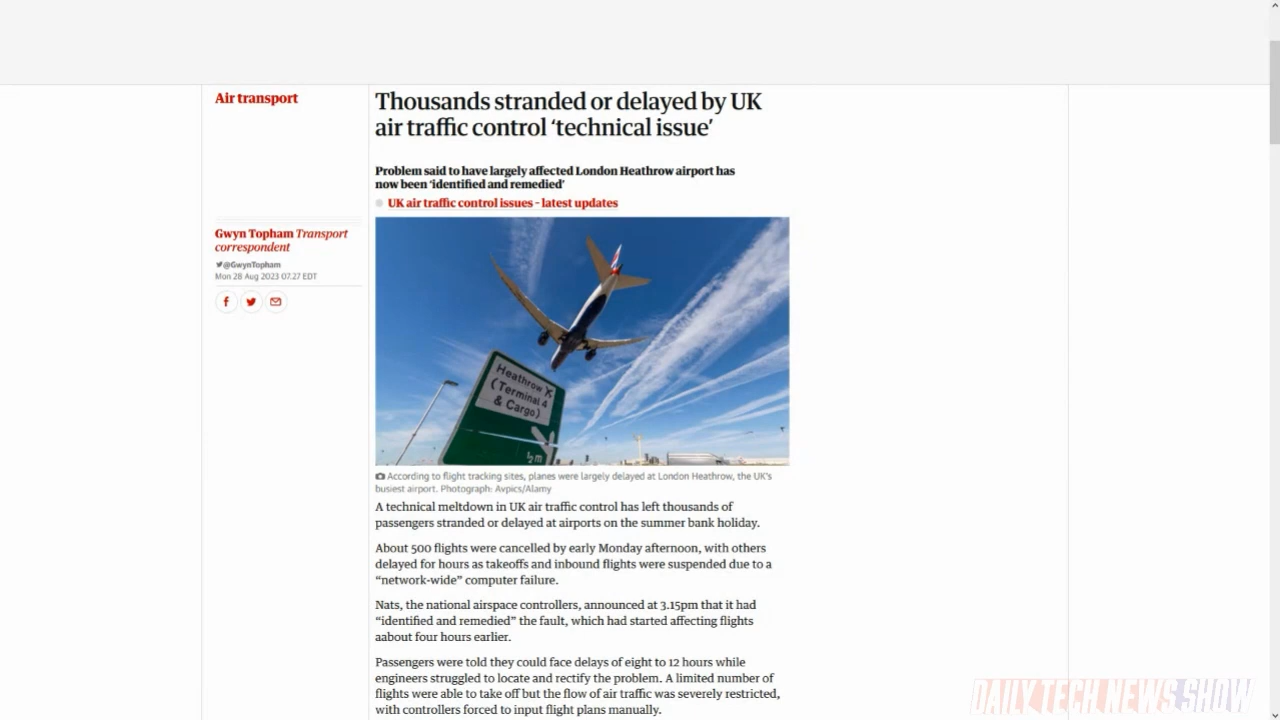 Air transport
Thousands stranded or delayed by UK
air traffic control ‘technical issue’
Problem said to have largely affected London Heathrow airport has
now been ‘identified and remedied’
UK air traffic control issues – latest updates
Gwyn Topham Transport
correspondent
@GwynTopham
Mon 28 Aug 2023 07.27 EDT
Heathrow
(Terminal 4
& Cargo)
½ m
According to flight tracking sites, planes were largely delayed at London Heathrow, the UK’s
busiest airport. Photograph: Avpics/Alamy
A technical meltdown in UK air traffic control has left thousands of
passengers stranded or delayed at airports on the summer bank holiday.
About 500 flights were cancelled by early Monday afternoon, with others
delayed for hours as takeoffs and inbound flights were suspended due to a
“network-wide” computer failure.
Nats, the national airspace controllers, announced at 3.15pm that it had
“identified and remedied” the fault, which had started affecting flights
aabout four hours earlier.
Passengers were told they could face delays of eight to 12 hours while
engineers struggled to locate and rectify the problem. A limited number of
flights were able to take off but the flow of air traffic was severely restricted,
with controllers forced to input flight plans manually.
DAILY TECH NEWS SHOW